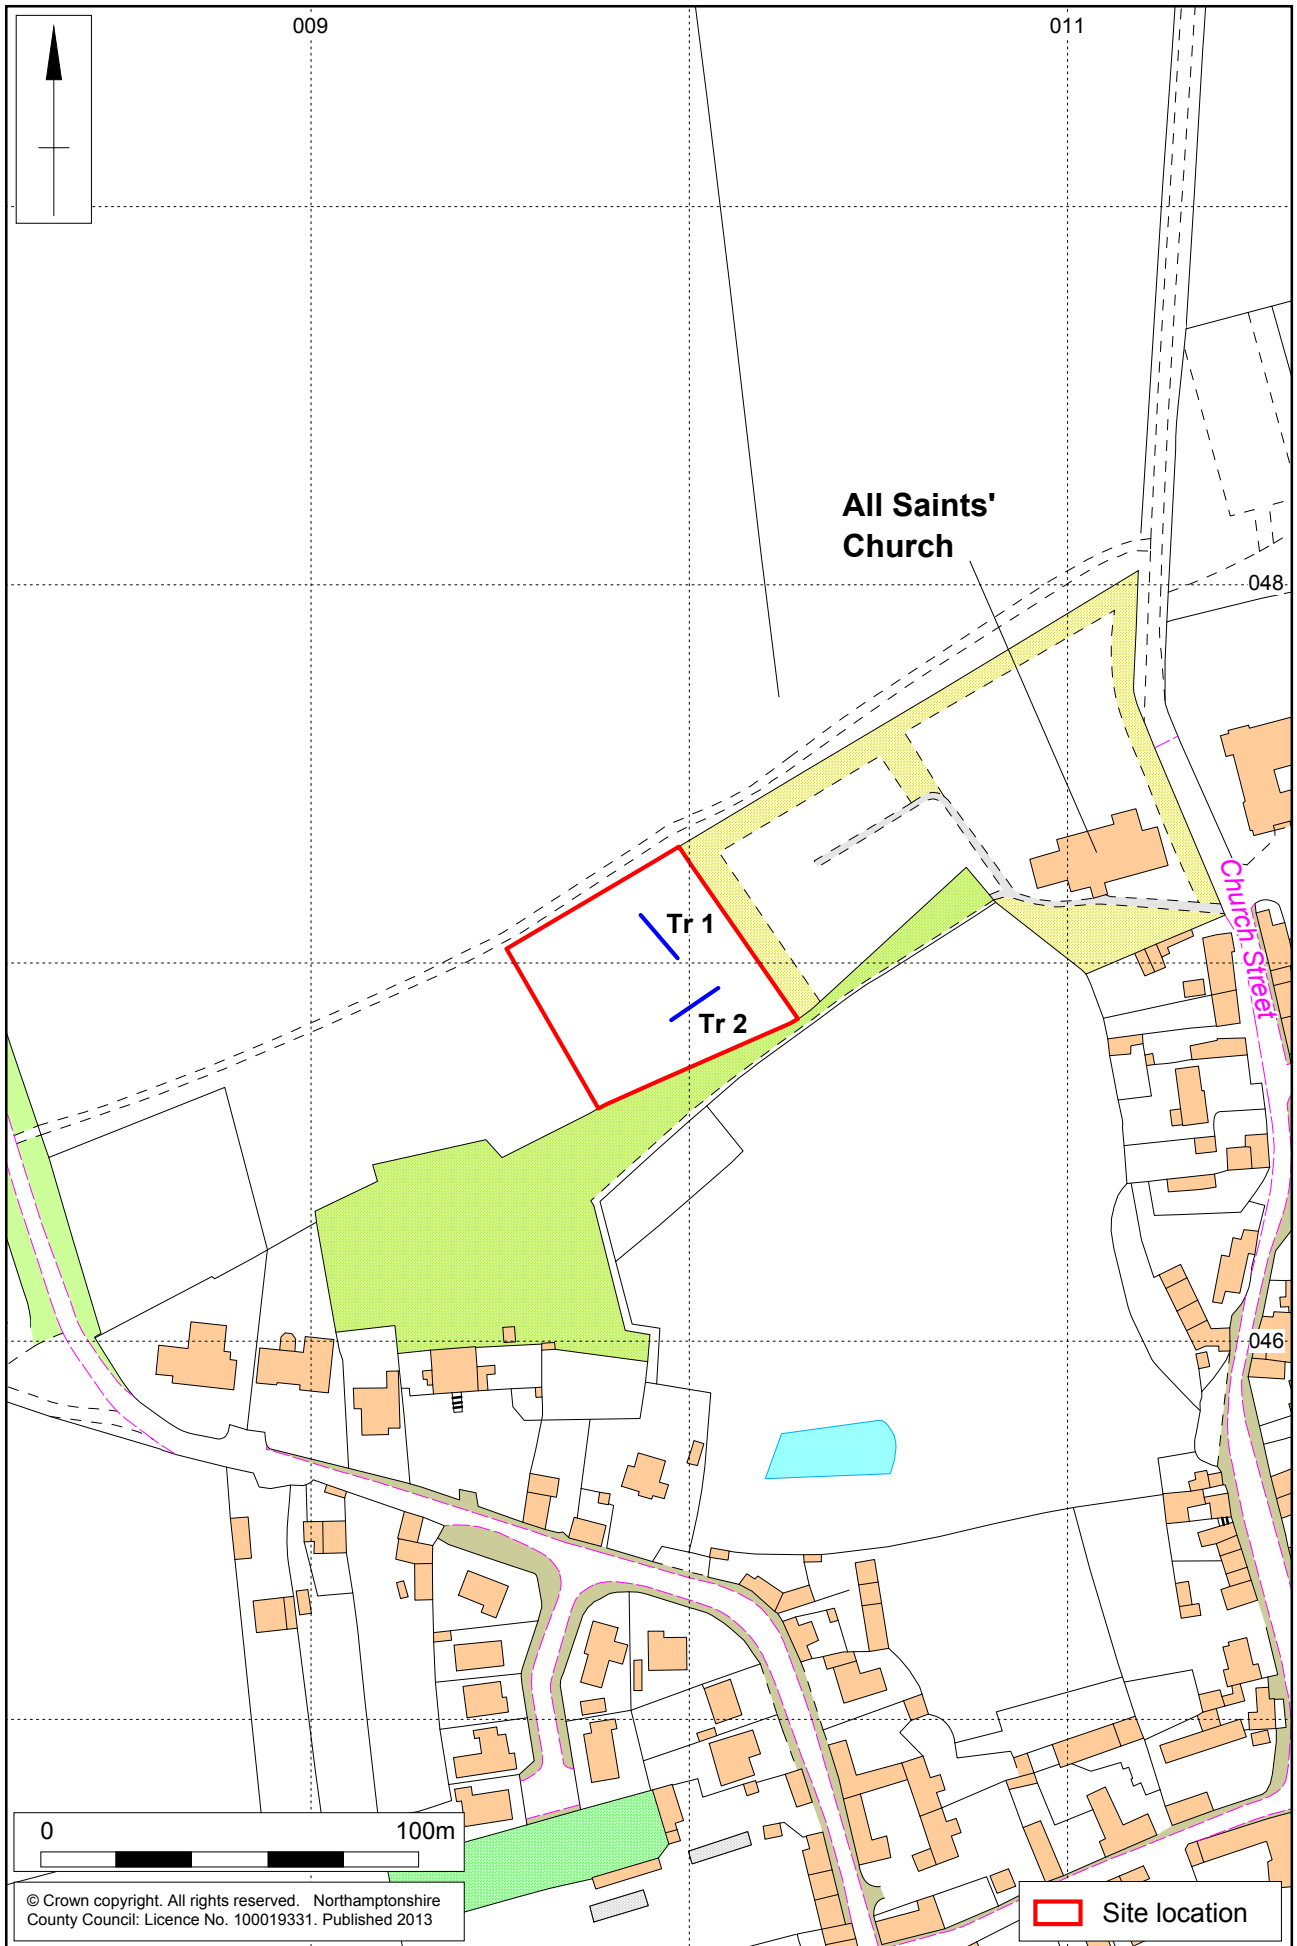 009
011
All Saints'
Church
048
Church Street
Tr 1
Tr 2
046
0 100m
© Crown copyright. All rights reserved. Northamptonshire
County Council: Licence No. 100019331. Published 2013
Site location